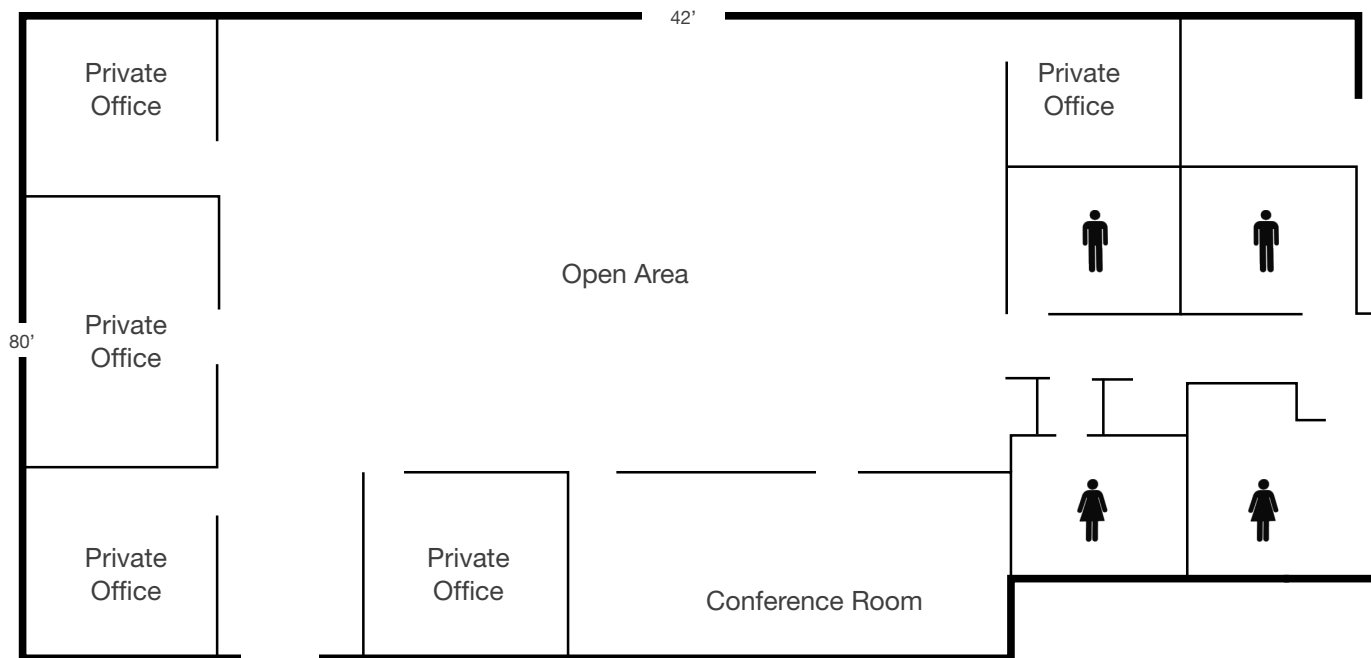 42’
Private
Office
Private
Office
Open Area
80’
Private
Office
Private
Office
Private
Office
Conference Room